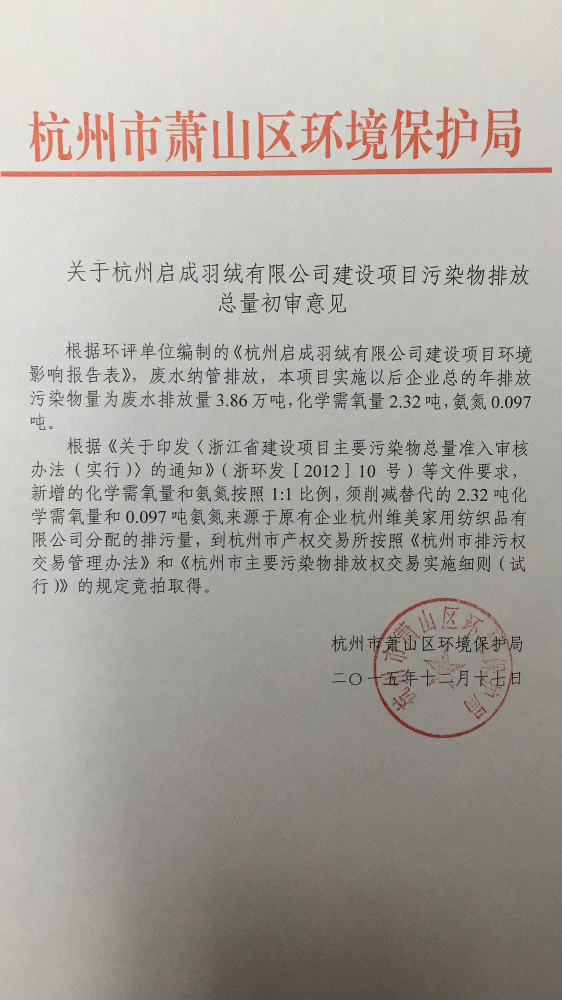 杭州市萧山区环境保护局
关于杭州启成羽绒有限公司建设项目污染物排放
总量初审意见
根据环评单位编制的《杭州启成羽绒有限公司建设项目环境
影响报告表》，废水纳管排放，本项目实施以后企业总的年排放
污染物量为废水排放量 3.86 万吨，化学需氧量 2.32 吨，氨氮 0.097
吨。
根据《关于印发〈浙江省建设项目主要污染物总量准入审核
办法（实行）〉的通知》（浙环发［2012］10 号）等文件要求，
新增的化学需氧量和氨氮按照 1:1 比例，须削减替代的 2.32 吨化
学需氧量和 0.097 吨氨氮来源于原有企业杭州维美家用纺织品有
限公司分配的排污量，到杭州市产权交易所按照《杭州市排污权
交易管理办法》和《杭州市主要污染物排放权交易实施细则（试
行）》的规定竞拍取得。
杭州市萧山区环境保护局
二〇一五年十二月十七日
杭州市萧山区环境保护局